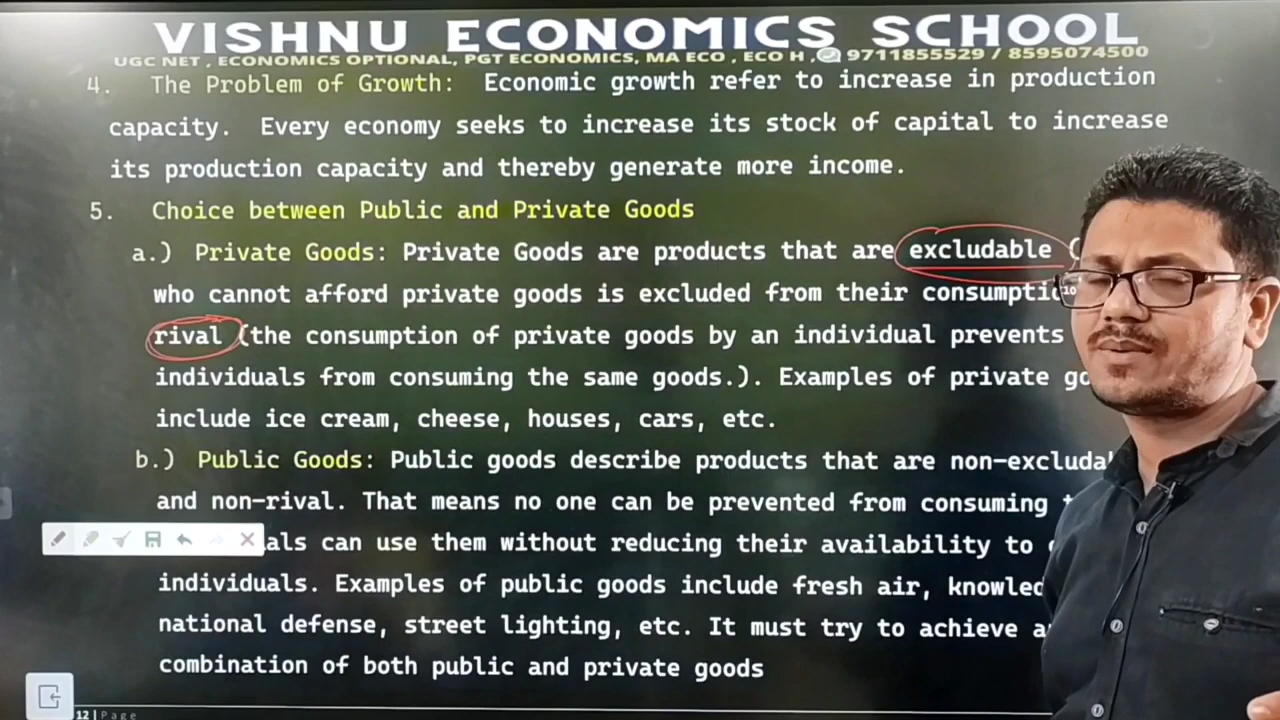 VISHNU ECONOMICS SCHOOL
UGC NET , ECONOMICS OPTIONAL, PGT ECONOMICS, MA ECO , ECO H , 9711855529 / 8595074500
4. The Problem of Growth: Economic growth refer to increase in production
capacity. Every economy seeks to increase its stock of capital to increase
its production capacity and thereby generate more income.
5. Choice between Public and Private Goods
a.) Private Goods: Private Goods are products that are excludable (
who cannot afford private goods is excluded from their
rival (the consumption of private goods by an individual prevents
individuals from consuming the same goods.). Examples of private
include ice cream, cheese, houses, cars, etc.
b.) Public Goods: Public goods describe products that are
and non-rival. That means no one can be prevented from consuming
can use them without reducing their availability to
individuals. Examples of public goods include fresh air,
national defense, street lighting, etc. It must try to achieve
combination of both public and private goods
12 | Page